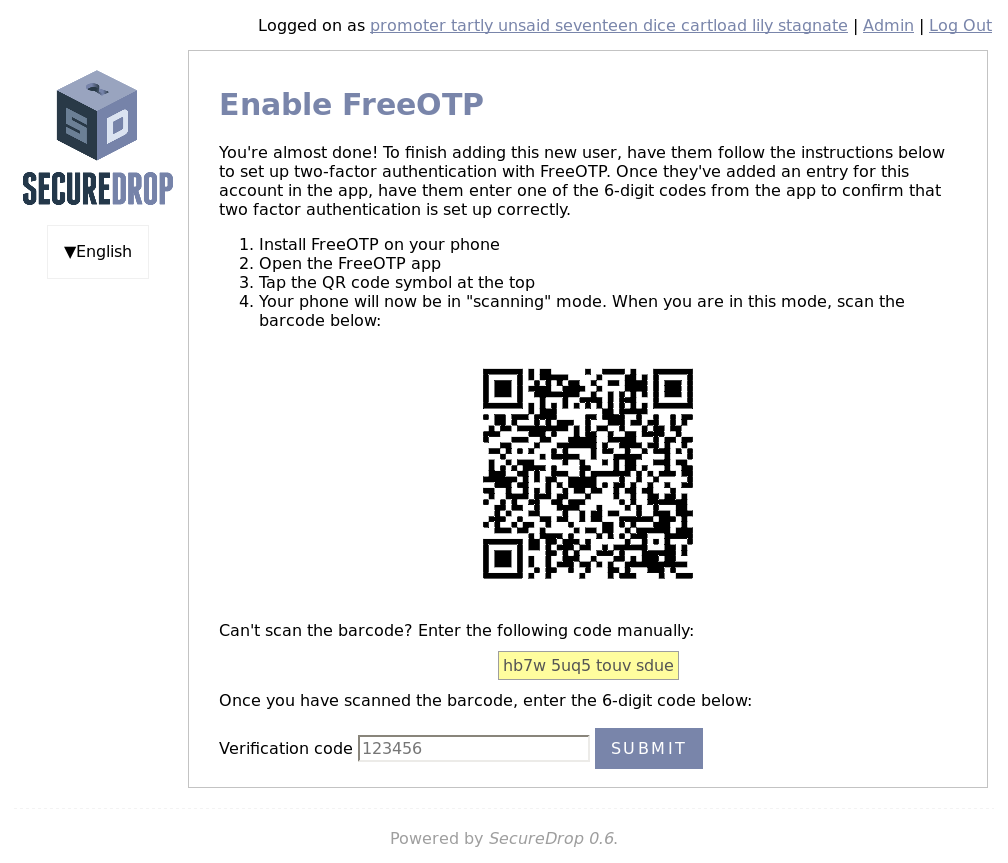 Logged on as promoter tartly unsaid seventeen dice cartload lily stagnate | Admin | Log Out
SD
SECUREDROP
▼English
Enable FreeOTP
You're almost done! To finish adding this new user, have them follow the instructions below
to set up two-factor authentication with FreeOTP. Once they've added an entry for this
account in the app, have them enter one of the 6-digit codes from the app to confirm that
two factor authentication is set up correctly.
1. Install FreeOTP on your phone
2. Open the FreeOTP app
3. Tap the QR code symbol at the top
4. Your phone will now be in "scanning" mode. When you are in this mode, scan the
barcode below:
Can't scan the barcode? Enter the following code manually:
hb7w 5uq5 touv sdue
Once you have scanned the barcode, enter the 6-digit code below:
Verification code 123456 SUBMIT
Powered by SecureDrop 0.6.